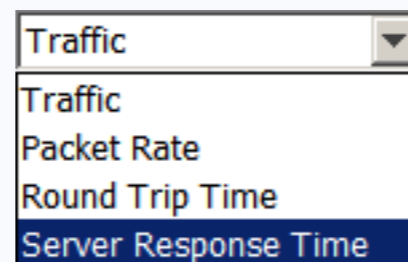 Traffic
Traffic
Packet Rate
Round Trip Time
Server Response Time